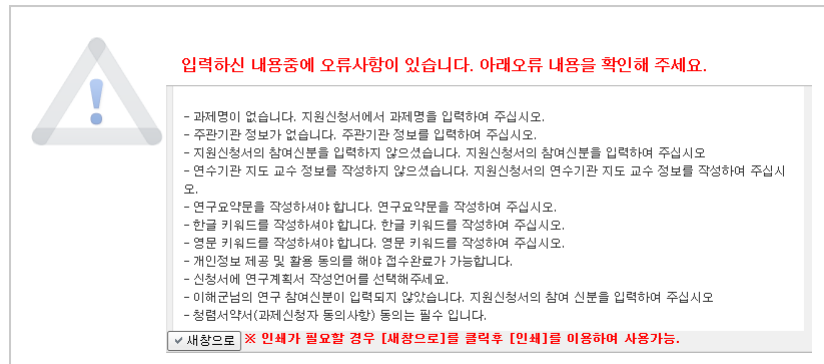 입력하신 내용중에 오류사항이 있습니다. 아래오류 내용을 확인해 주세요.
- 과제명이 없습니다. 지원신청서에서 과제명을 입력하여 주십시오.
- 주관기관 정보가 없습니다. 주관기관 정보를 입력하여 주십시오.
- 지원신청서의 참여신분을 입력하지 않으셨습니다. 지원신청서의 참여신분을 입력하여 주십시오
- 연수기관 지도 교수 정보를 작성하지 않으셨습니다. 지원신청서의 연수기관 지도 교수 정보를 작성하여 주십시
오.
- 연구요약문을 작성하셔야 합니다. 연구요약문을 작성하여 주십시오.
- 한글 키워드를 작성하셔야 합니다. 한글 키워드를 작성하여 주십시오.
- 영문 키워드를 작성하셔야 합니다. 영문 키워드를 작성하여 주십시오.
- 개인정보 제공 및 활용 동의를 해야 접수완료가 가능합니다.
- 신청서에 연구계획서 작성언어를 선택해주세요.
- 이해군님의 연구 참여신분이 입력되지 않았습니다. 지원신청서의 참여 신분을 입력하여 주십시오
- 청렴서약서(과제신청자 동의사항) 동의는 필수 입니다.
새창으로 ※ 인쇄가 필요할 경우 [새창으로]를 클릭후 [인쇄]를 이용하여 사용가능.